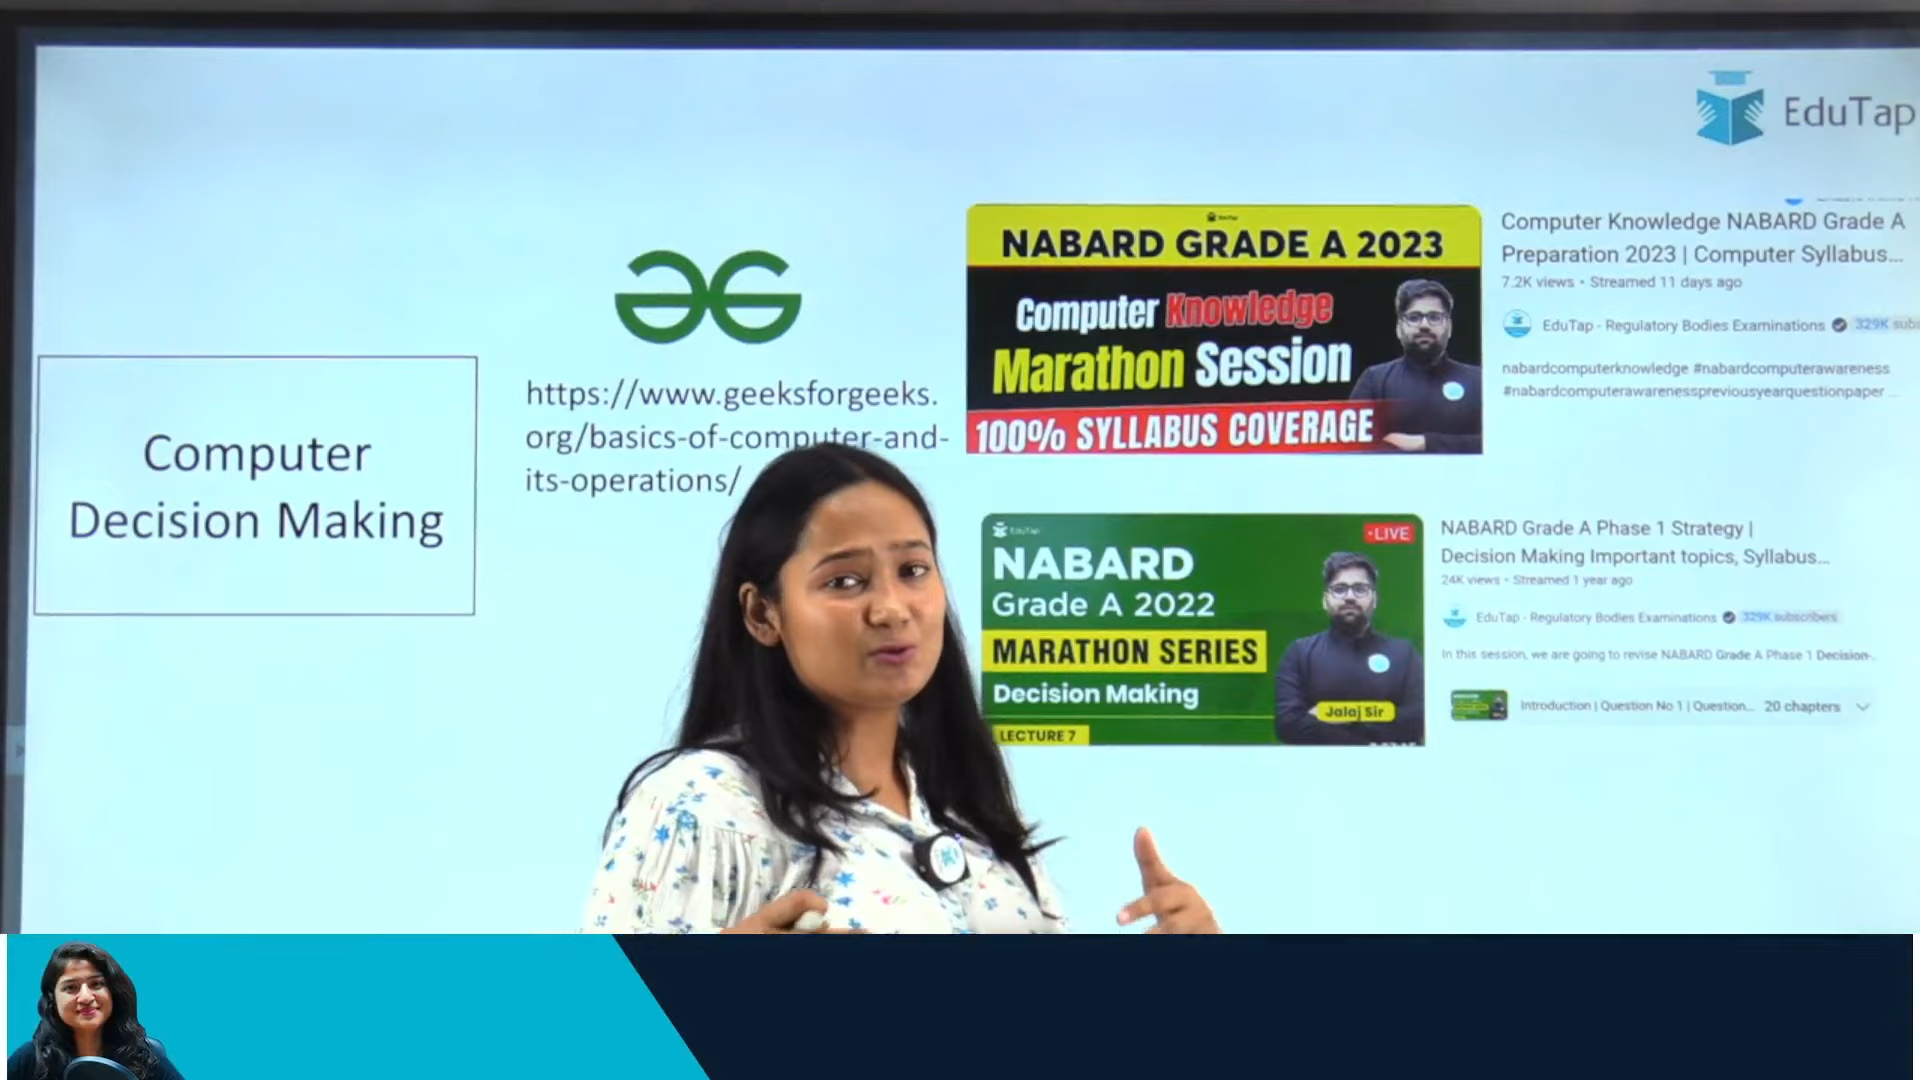 EduTap
Computer
Decision Making
https://www.geeksforgeeks.
org/basics-of-computer-and-
its-operations/
NABARD GRADE A 2023
Computer Knowledge
Marathon Session
100% SYLLABUS COVERAGE
Computer Knowledge NABARD Grade A
Preparation 2023 | Computer Syllabus...
7.2K views • Streamed 11 days ago
EduTap - Regulatory Bodies Examinations 329K subs
nabardcomputerknowledge #nabardcomputerawareness
#nabardcomputerawarenesspreviousyearquestionpaper ...
EduTap
LIVE
NABARD
Grade A 2022
MARATHON SERIES
Decision Making
Jalaj Sir
LECTURE 7
NABARD Grade A Phase 1 Strategy |
Decision Making Important topics, Syllabus...
24K views • Streamed 1 year ago
EduTap - Regulatory Bodies Examinations 329K subscribers
In this session, we are going to revise NABARD Grade A Phase 1 Decision...
Introduction | Question No 1 | Question... 20 chapters